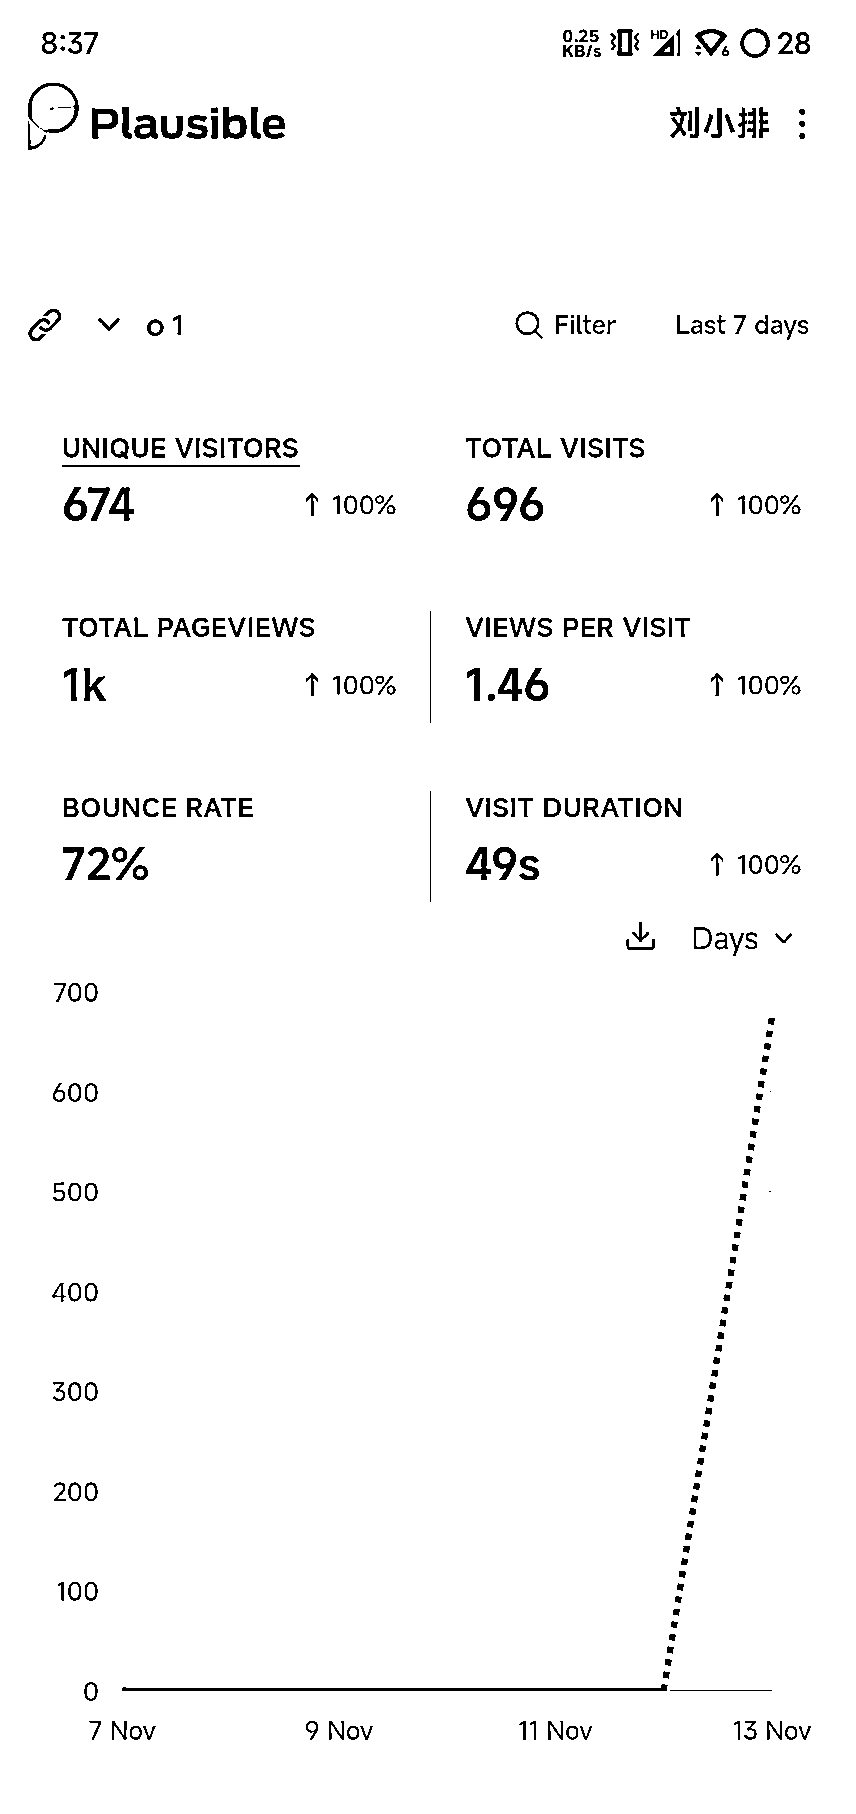 8:37 0.25 KB/s HD 6 28
Plausible 刘小排
1 Filter Last 7 days
UNIQUE VISITORS TOTAL VISITS
674 ↑ 100% 696 ↑ 100%
TOTAL PAGEVIEWS VIEWS PER VISIT
1k ↑ 100% 1.46 ↑ 100%
BOUNCE RATE VISIT DURATION
72% 49s ↑ 100%
Days
700
600
500
400
300
200
100
0
7 Nov 9 Nov 11 Nov 13 Nov